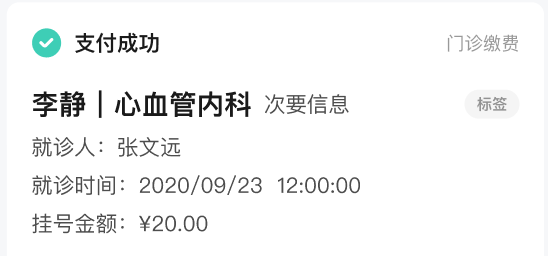 支付成功 门诊缴费
李静｜心血管内科 次要信息 标签
就诊人：张文远
就诊时间：2020/09/23 12:00:00
挂号金额：¥20.00